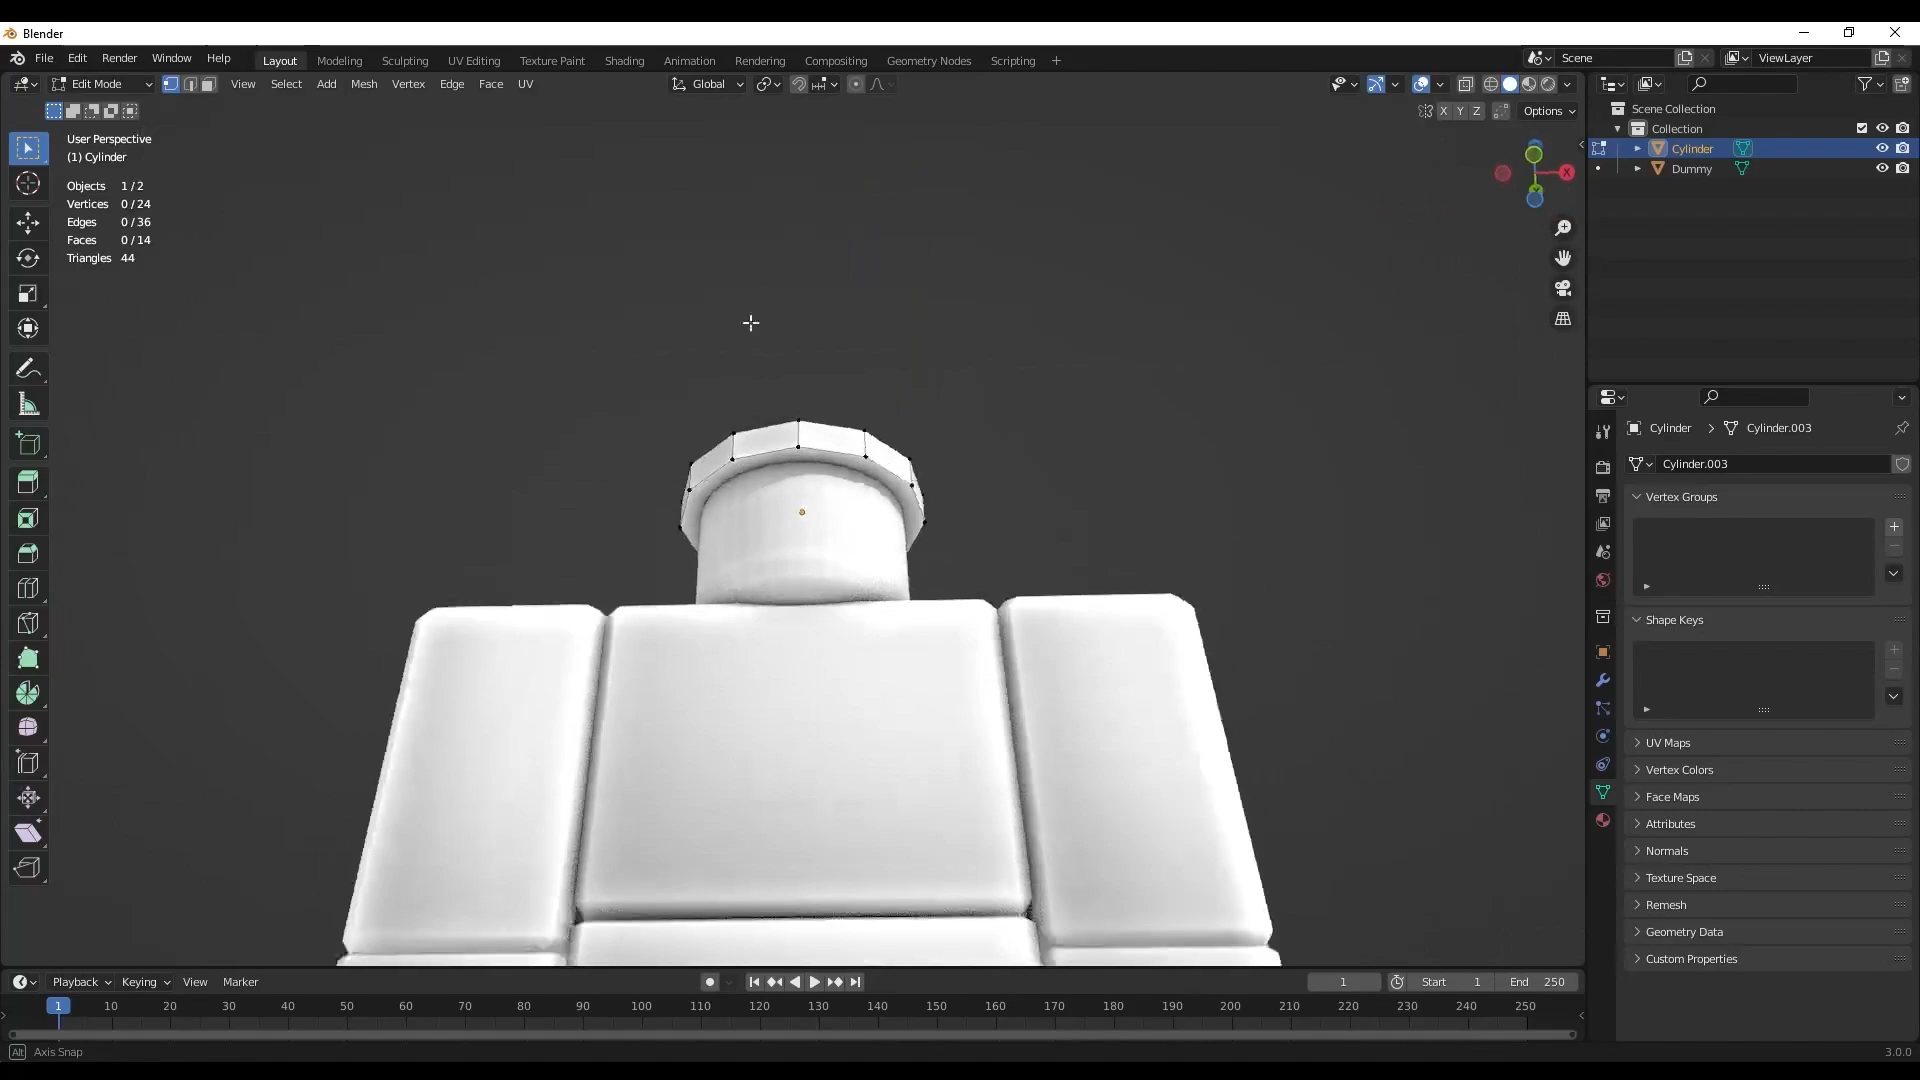 Blender
File Edit Render Window Help Layout Modeling Sculpting UV Editing Texture Paint Shading Animation Rendering Compositing Geometry Nodes Scripting + Scene ViewLayer
Edit Mode View Select Add Mesh Vertex Edge Face UV Global
X Y Z Options
User Perspective
(1) Cylinder
Objects 1 / 2
Vertices 0 / 24
Edges 0 / 36
Faces 0 / 14
Triangles 44
X
Scene Collection
Collection
Cylinder
Dummy
Cylinder > Cylinder.003
Cylinder.003
Vertex Groups
Shape Keys
UV Maps
Vertex Colors
Face Maps
Attributes
Normals
Texture Space
Remesh
Geometry Data
Custom Properties
Playback Keying View Marker 1 Start 1 End 250
1 10 20 30 40 50 60 70 80 90 100 110 120 130 140 150 160 170 180 190 200 210 220 230 240 250
Alt Axis Snap 3.0.0